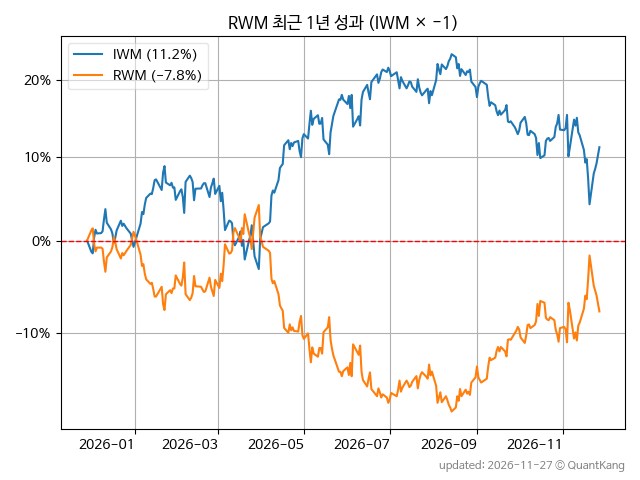 RWM 최근 1년 성과 (IWM × −1)
IWM (11.2%)
RWM (−7.8%)
20%
10%
0%
−10%
2026-01 2026-03 2026-05 2026-07 2026-09 2026-11
updated: 2026-11-27 © QuantKang